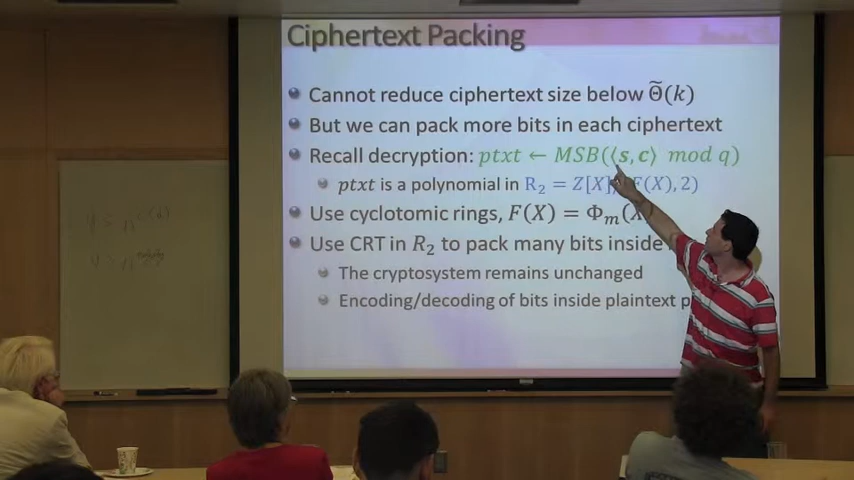 Ciphertext Packing
Cannot reduce ciphertext size below Θ̃(k)
But we can pack more bits in each ciphertext
Recall decryption: ptxt ← MSB(⟨s, c⟩ mod q)
ptxt is a polynomial in R₂ = Z[X] F(X), 2)
Use cyclotomic rings, F(X) = Φₘ(X)
Use CRT in R₂ to pack many bits inside
The cryptosystem remains unchanged
Encoding/decoding of bits inside plaintext